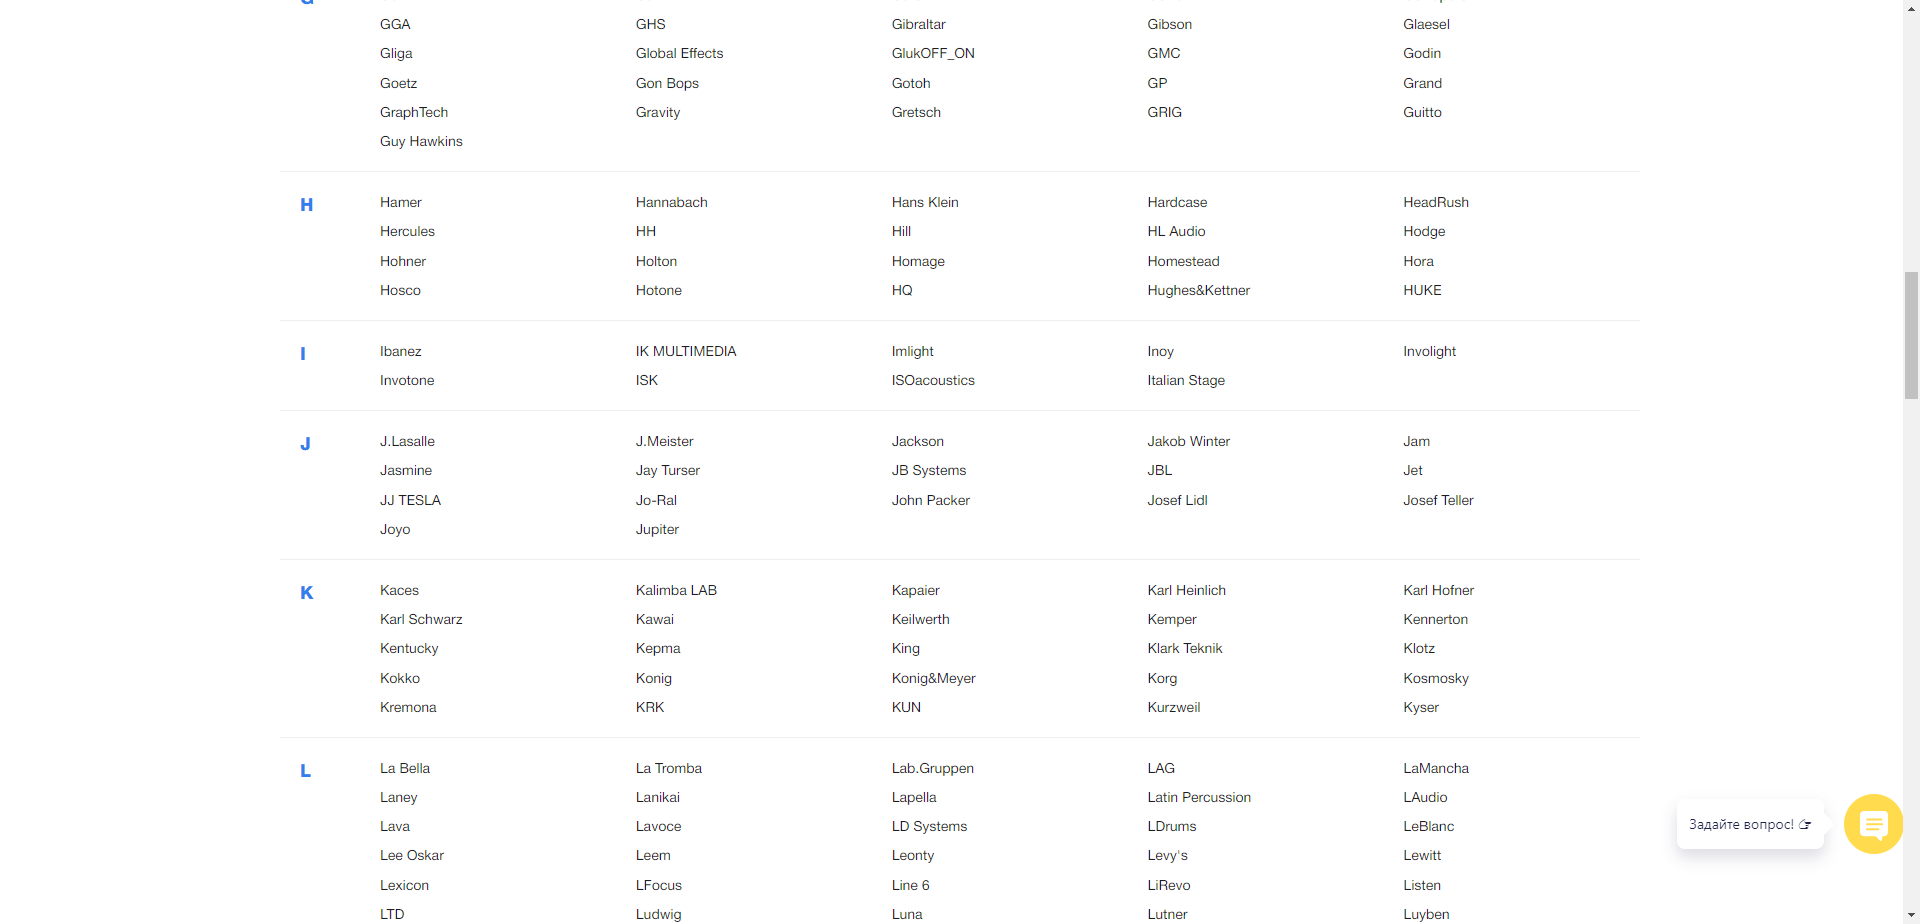 GGA GHS Gibraltar Gibson Glaesel
Gliga Global Effects GlukOFF_ON GMC Godin
Goetz Gon Bops Gotoh GP Grand
GraphTech Gravity Gretsch GRIG Guitto
Guy Hawkins
H Hamer Hannabach Hans Klein Hardcase HeadRush
Hercules HH Hill HL Audio Hodge
Hohner Holton Homage Homestead Hora
Hosco Hotone HQ Hughes&Kettner HUKE
I Ibanez IK MULTIMEDIA Imlight Inoy Involight
Invotone ISK ISOacoustics Italian Stage
J J.Lasalle J.Meister Jackson Jakob Winter Jam
Jasmine Jay Turser JB Systems JBL Jet
JJ TESLA Jo-Ral John Packer Josef Lidl Josef Teller
Joyo Jupiter
K Kaces Kalimba LAB Kapaier Karl Heinlich Karl Hofner
Karl Schwarz Kawai Keilwerth Kemper Kennerton
Kentucky Kepma King Klark Teknik Klotz
Kokko Konig Konig&Meyer Korg Kosmosky
Kremona KRK KUN Kurzweil Kyser
L La Bella La Tromba Lab.Gruppen LAG LaMancha
Laney Lanikai Lapella Latin Percussion LAudio
Lava Lavoce LD Systems LDrums LeBlanc
Задайте вопрос!
Lee Oskar Leem Leonty Levy's Lewitt
Lexicon LFocus Line 6 LiRevo Listen
LTD Ludwig Luna Lutner Luyben